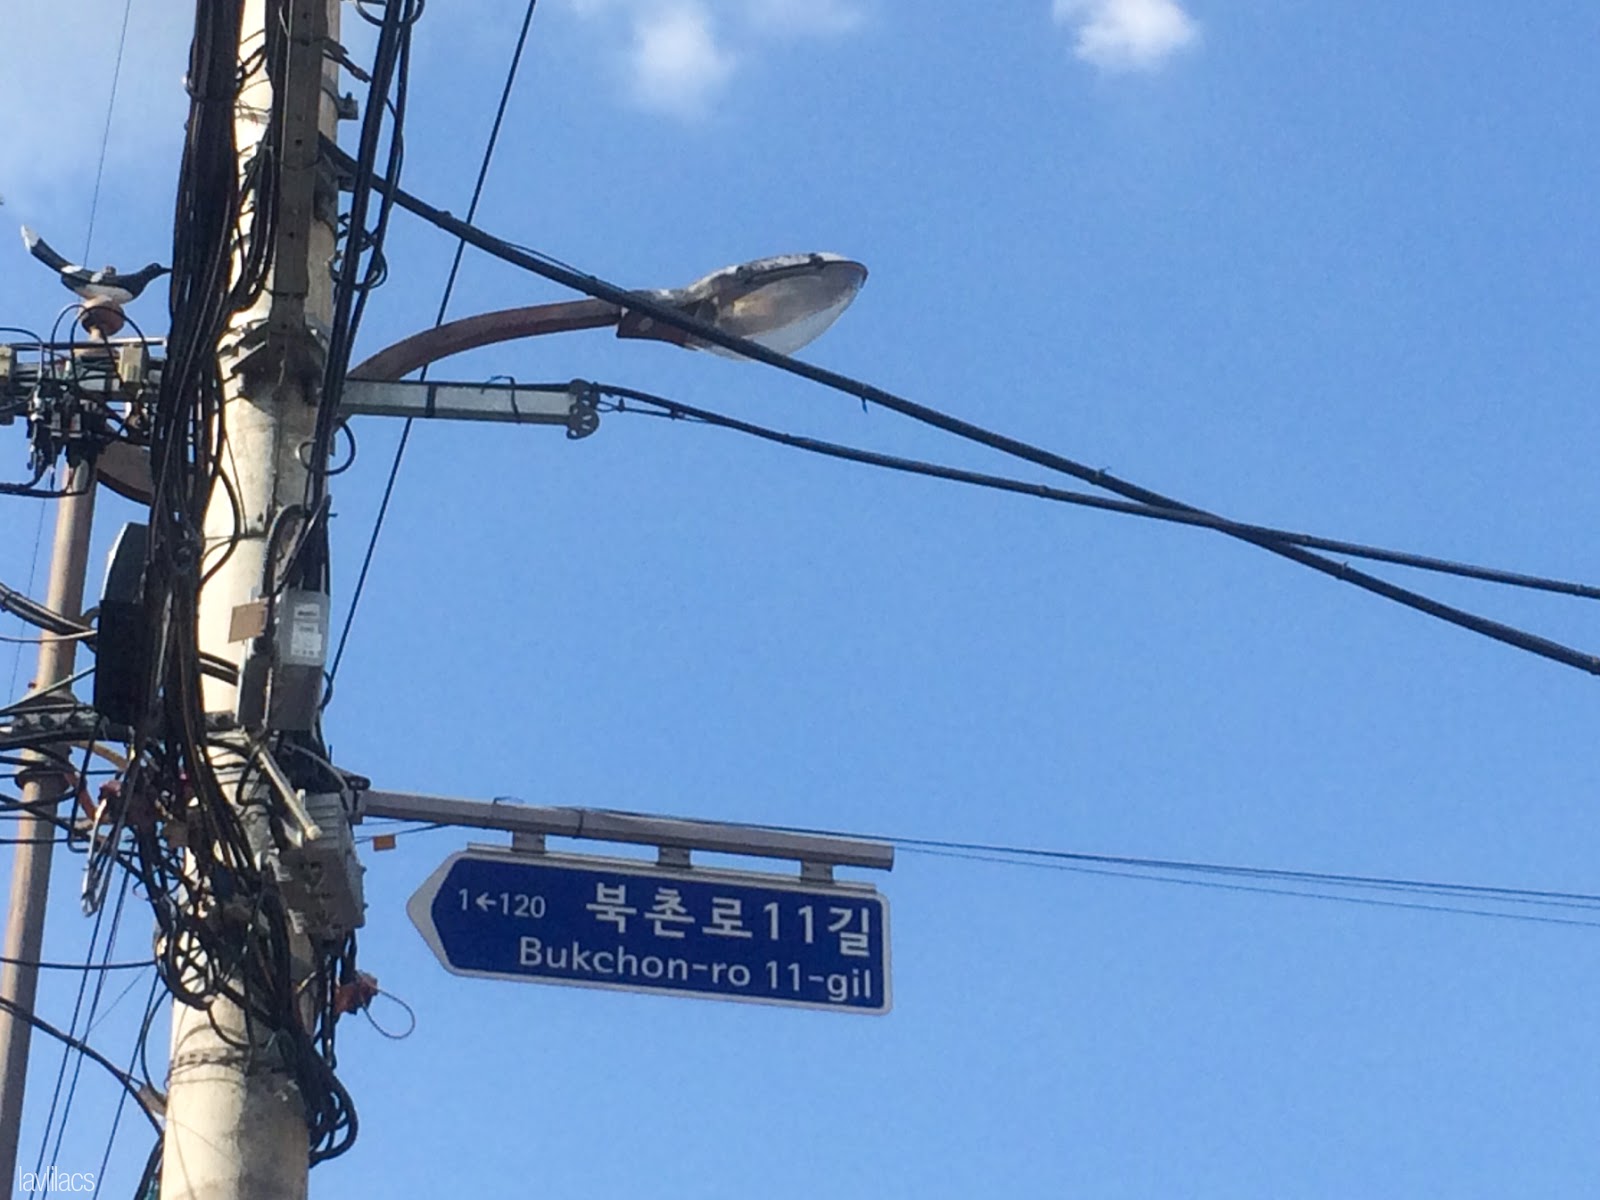 1←120 북촌로11길
Bukchon-ro 11-gil
lavlilacs